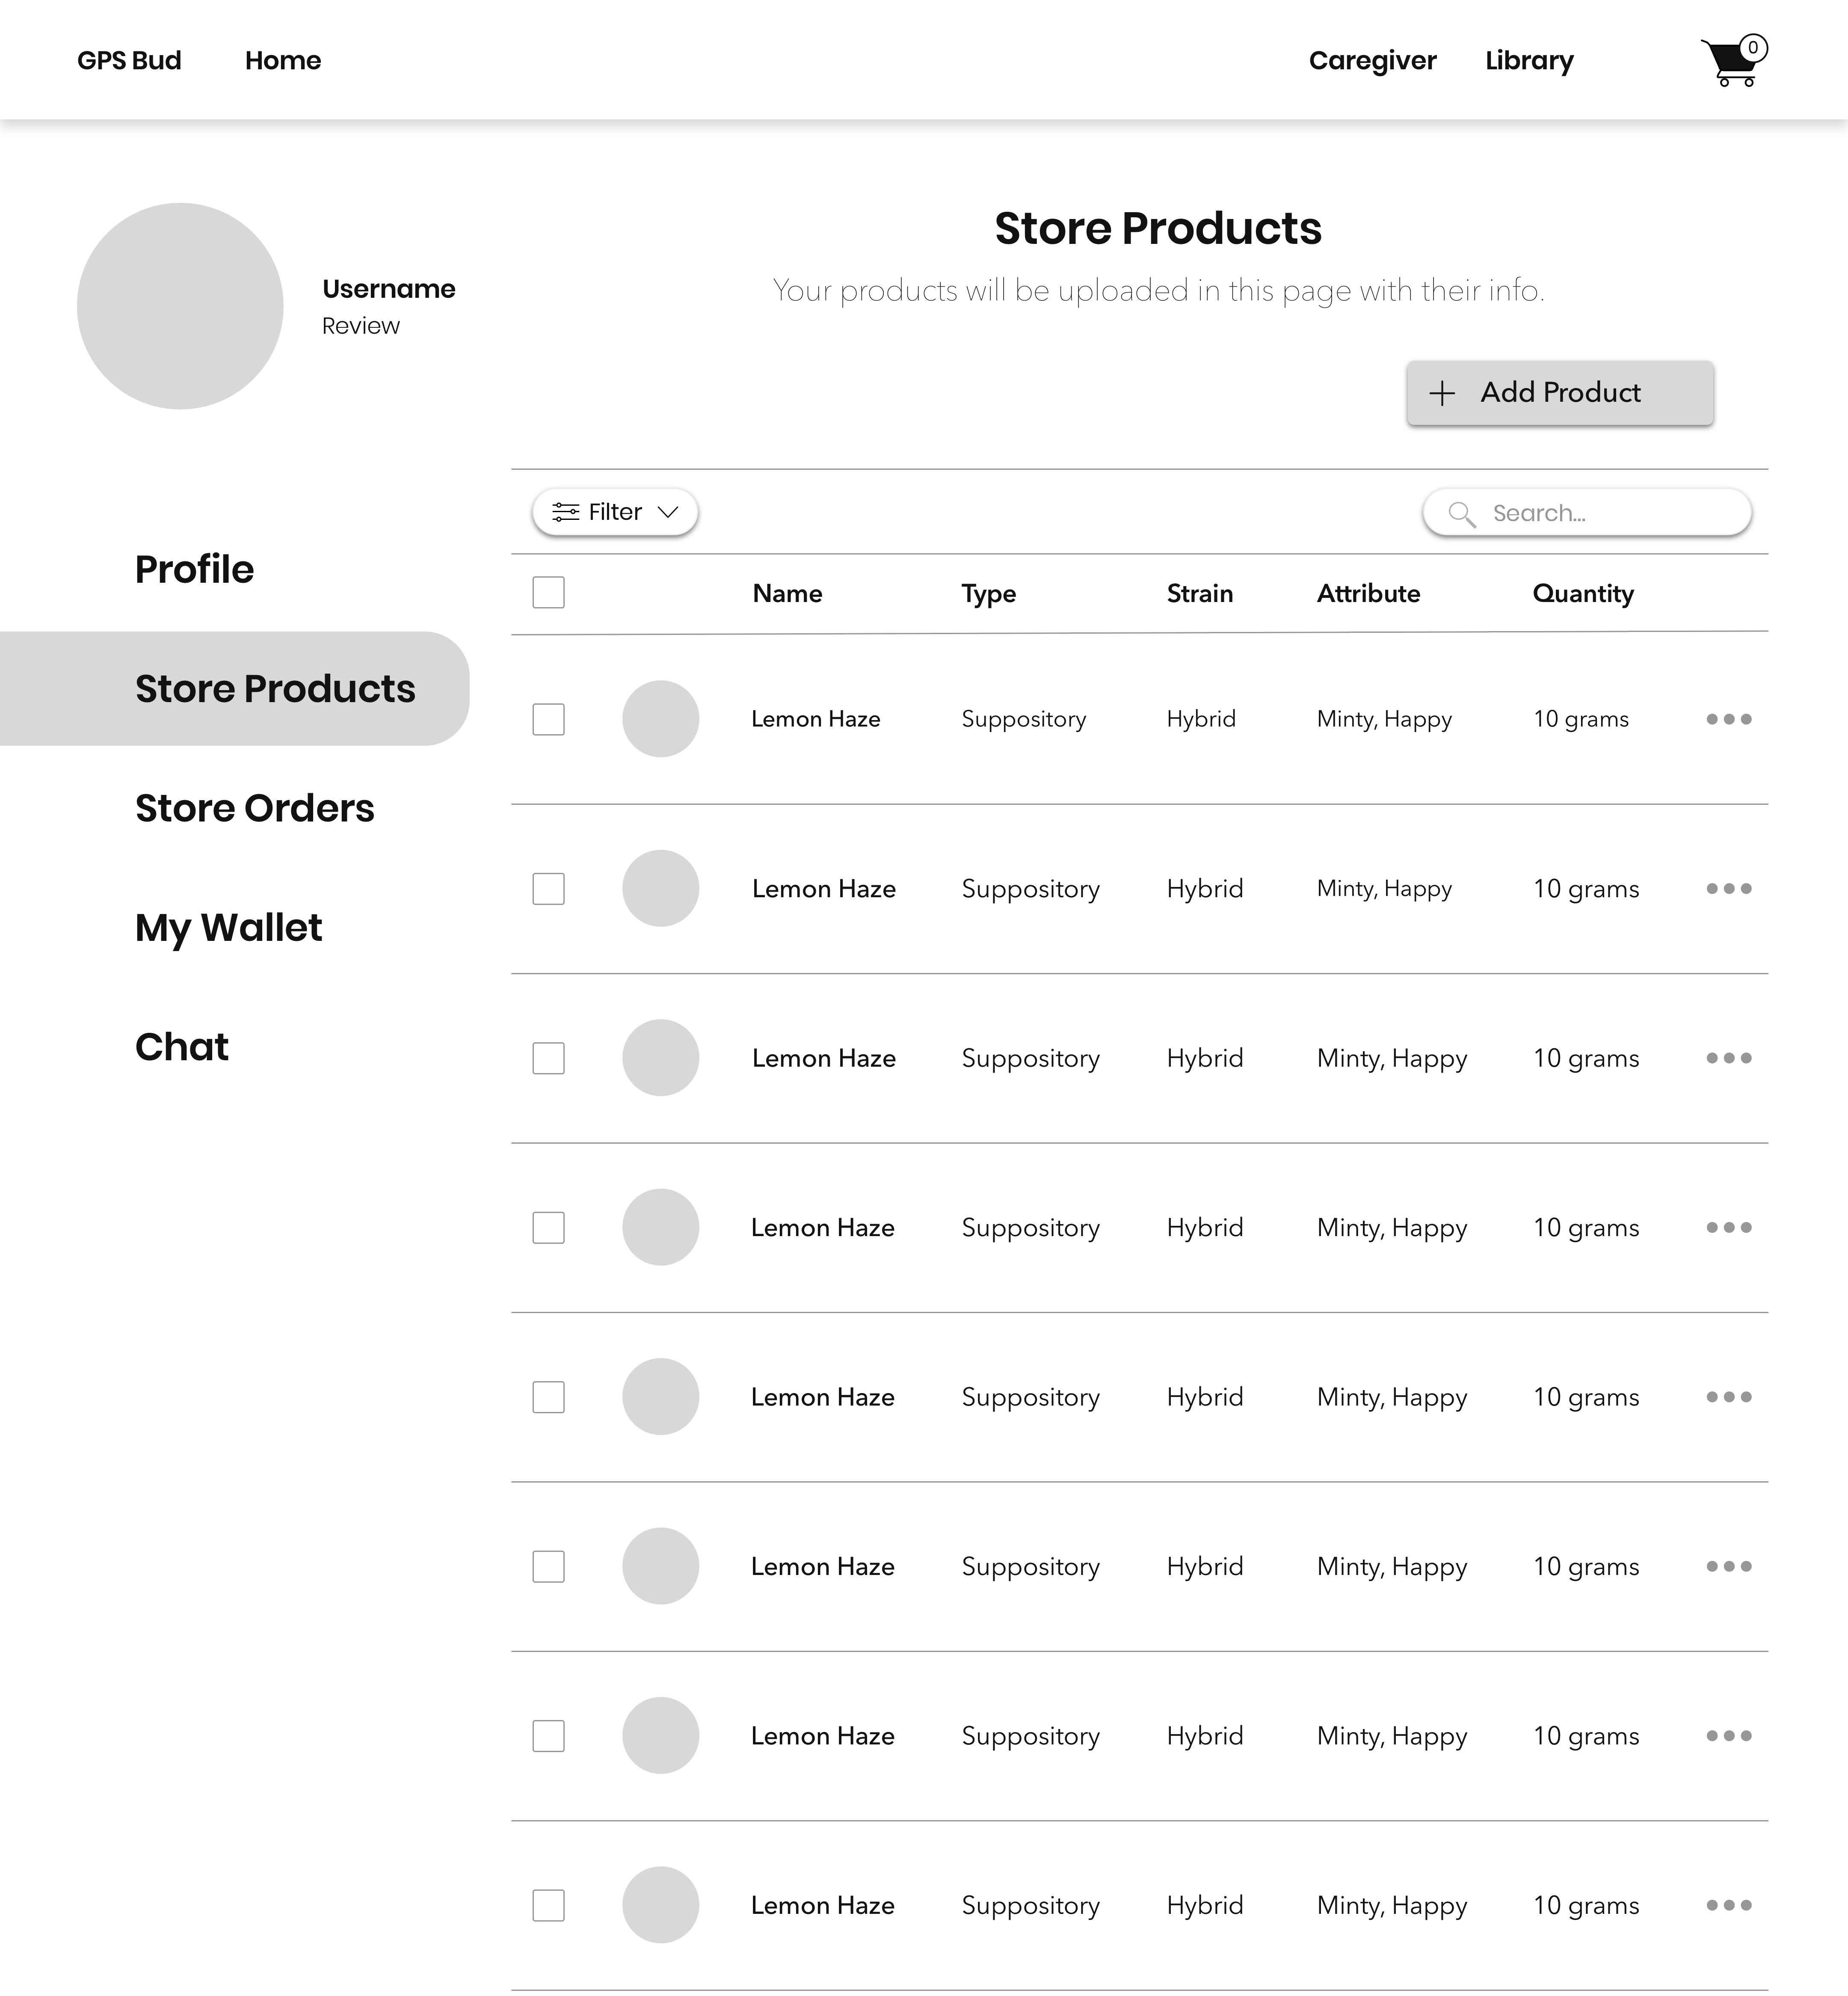 GPS Bud Home Caregiver Library 0
Store Products
Your products will be uploaded in this page with their info.
Username
Review
Add Product
Filter Search...
Profile
Store Products
Store Orders
My Wallet
Chat
Name Type Strain Attribute Quantity
Lemon Haze Suppository Hybrid Minty, Happy 10 grams
Lemon Haze Suppository Hybrid Minty, Happy 10 grams
Lemon Haze Suppository Hybrid Minty, Happy 10 grams
Lemon Haze Suppository Hybrid Minty, Happy 10 grams
Lemon Haze Suppository Hybrid Minty, Happy 10 grams
Lemon Haze Suppository Hybrid Minty, Happy 10 grams
Lemon Haze Suppository Hybrid Minty, Happy 10 grams
Lemon Haze Suppository Hybrid Minty, Happy 10 grams